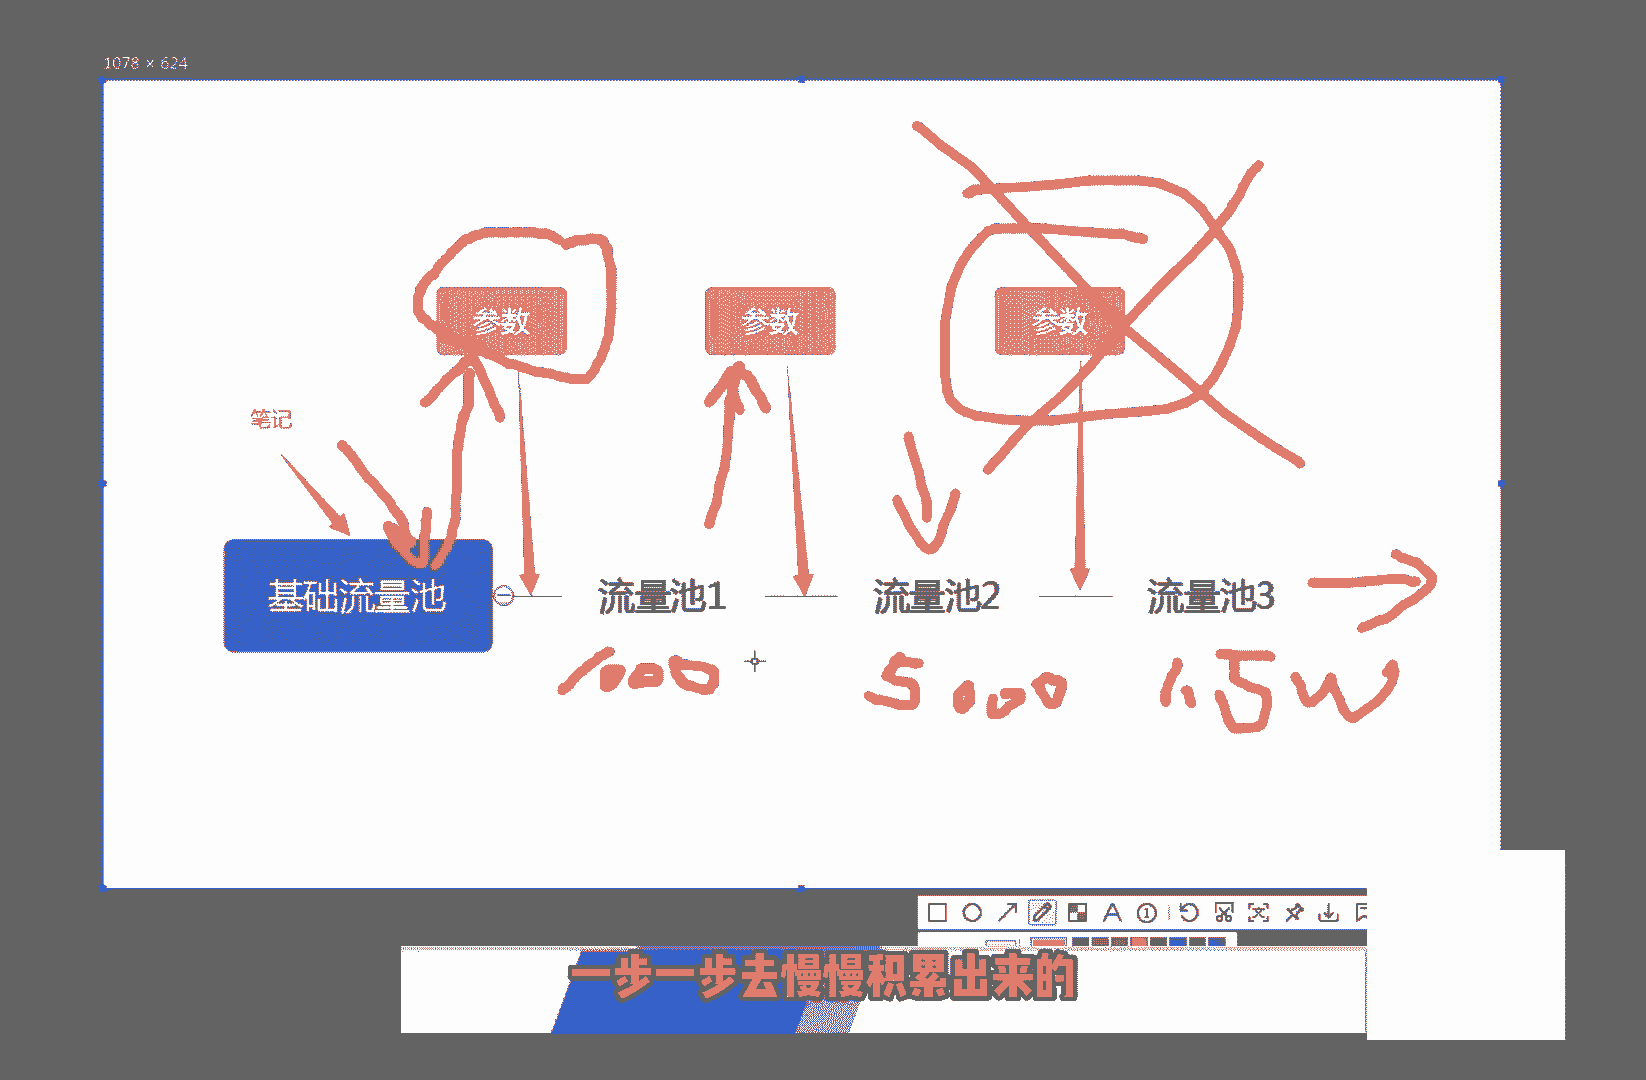 1078 × 624
参数 参数 参数
笔记
基础流量池 流量池1 流量池2 流量池3
1000 5000 1.5W
一步一步去慢慢积累出来的